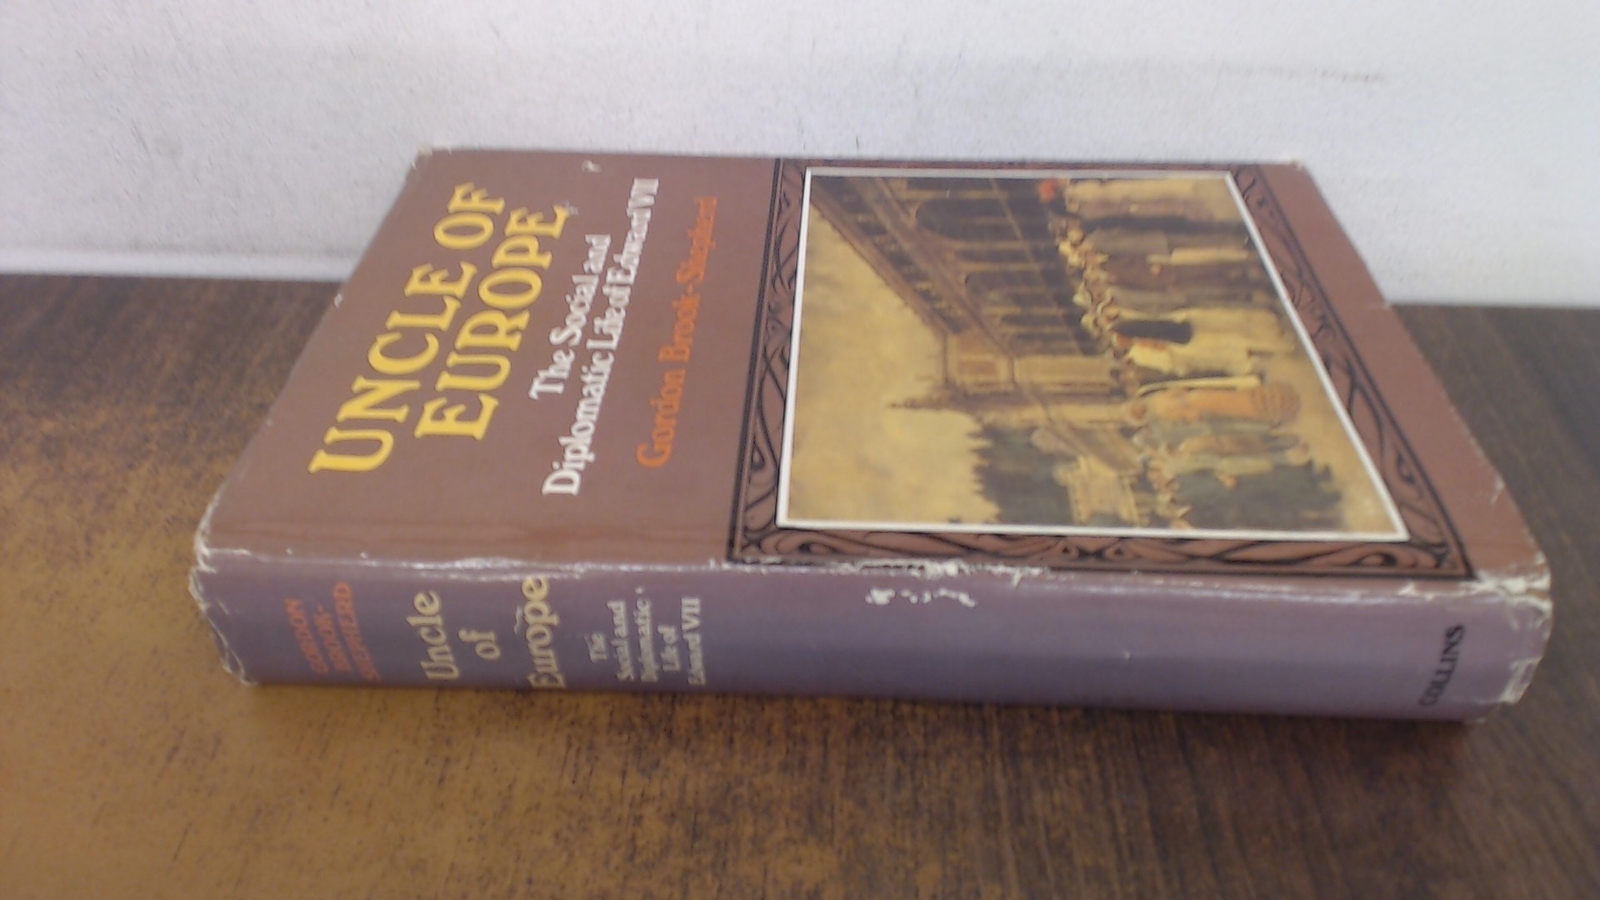 UNCLE OF
EUROPE
The Social and
Diplomatic Life of Edward VII
Gordon Brook-Shepherd
GORDON
BROOK-
SHEPHERD
Uncle
of
Europe
The
Social and
Diplomatic
Life of
Edward VII
COLLINS